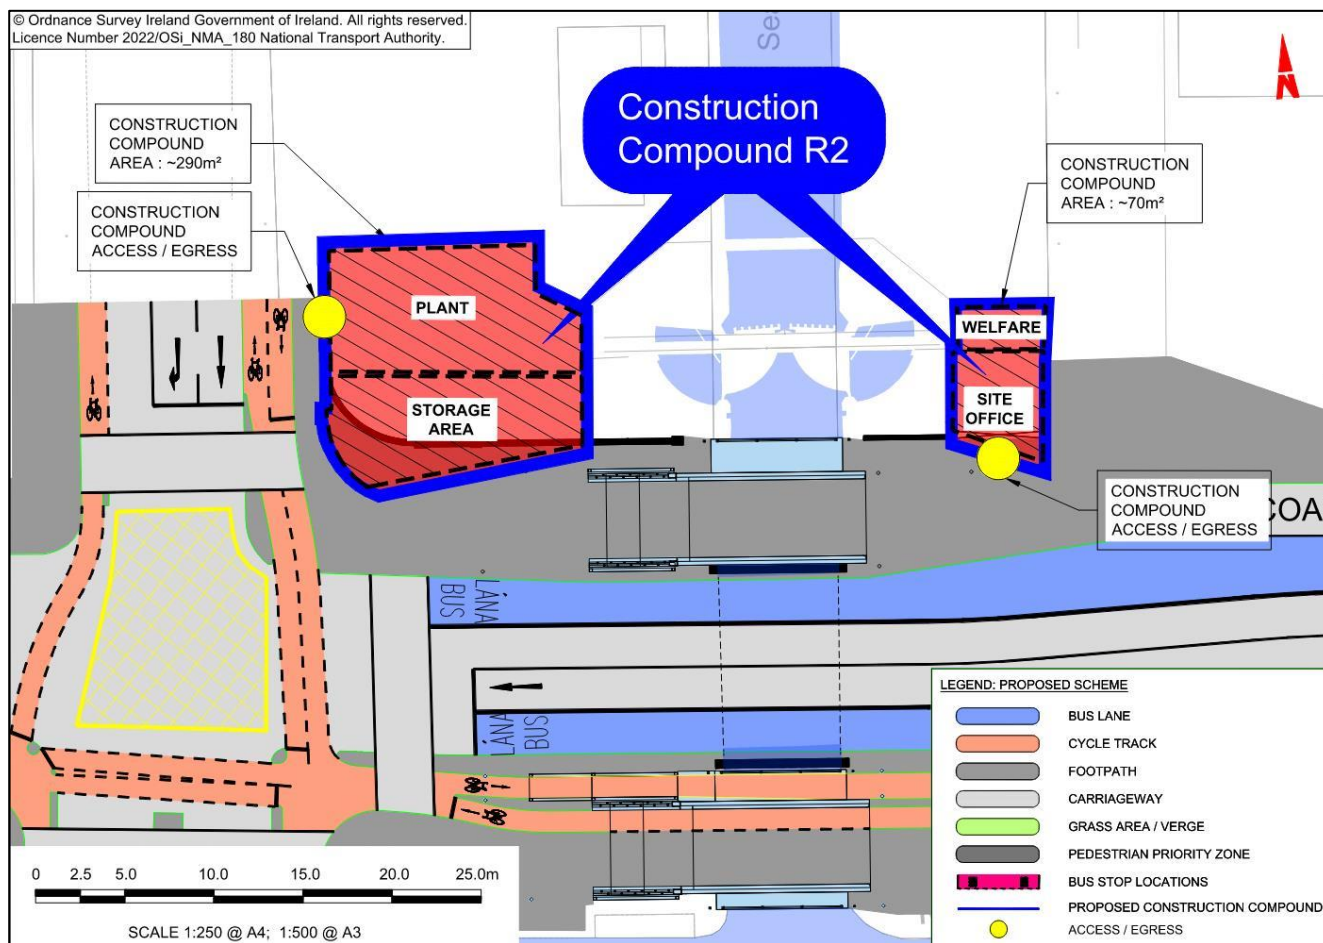 © Ordnance Survey Ireland Government of Ireland. All rights reserved.
Licence Number 2022/OSi_NMA_180 National Transport Authority.
Sea
N
Construction
Compound R2
CONSTRUCTION
COMPOUND
AREA : ~290m²
CONSTRUCTION
COMPOUND
ACCESS / EGRESS
CONSTRUCTION
COMPOUND
AREA : ~70m²
PLANT
STORAGE
AREA
WELFARE
SITE
OFFICE
CONSTRUCTION
COMPOUND
ACCESS / EGRESS
COA
LÁNA
BUS
LÁNA
BUS
LEGEND: PROPOSED SCHEME
BUS LANE
CYCLE TRACK
FOOTPATH
CARRIAGEWAY
GRASS AREA / VERGE
PEDESTRIAN PRIORITY ZONE
BUS STOP LOCATIONS
PROPOSED CONSTRUCTION COMPOUND
ACCESS / EGRESS
0 2.5 5.0 10.0 15.0 20.0 25.0m
SCALE 1:250 @ A4; 1:500 @ A3